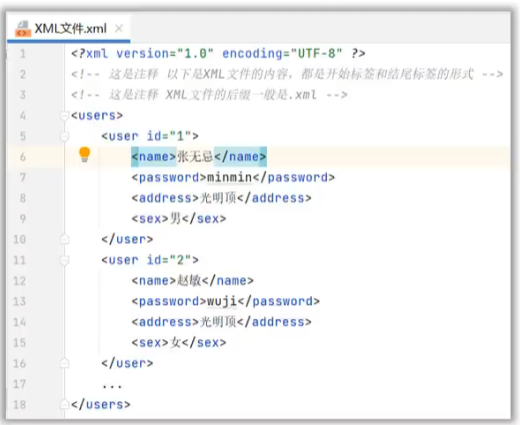 XML文件.xml
1 <?xml version="1.0" encoding="UTF-8" ?>
2 <!-- 这是注释 以下是XML文件的内容，都是开始标签和结尾标签的形式 -->
3 <!-- 这是注释 XML文件的后缀一般是.xml -->
4 <users>
5 <user id="1">
6 <name>张无忌</name>
7 <password>minmin</password>
8 <address>光明顶</address>
9 <sex>男</sex>
10 </user>
11 <user id="2">
12 <name>赵敏</name>
13 <password>wuji</password>
14 <address>光明顶</address>
15 <sex>女</sex>
16 </user>
17 ...
18 </users>